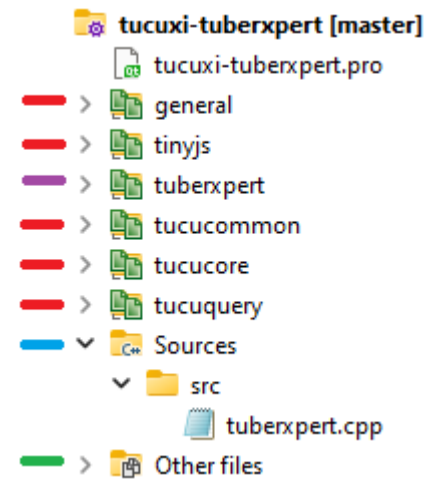 tucuxi-tuberxpert [master]
tucuxi-tuberxpert.pro
general
tinyjs
tuberxpert
tucucommon
tucucore
tucuquery
Sources
src
tuberxpert.cpp
Other files